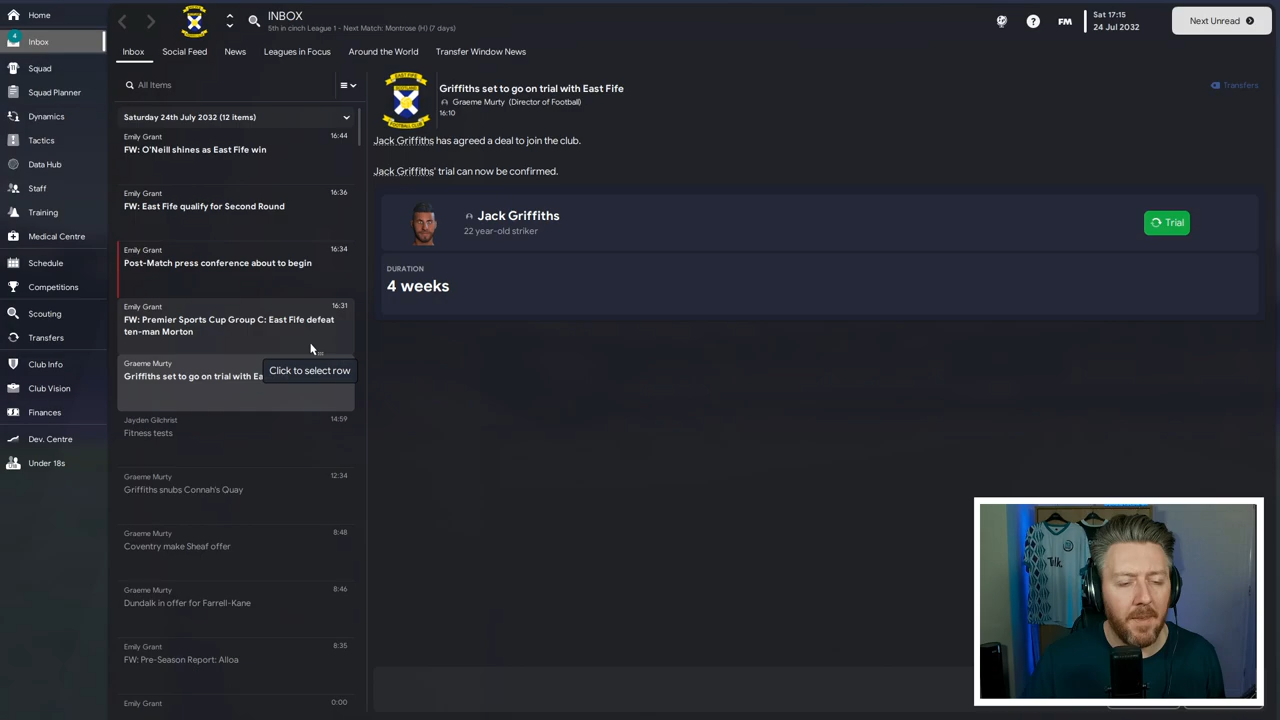 Home
4
Inbox
Squad
Squad Planner
Dynamics
Tactics
Data Hub
Staff
Training
Medical Centre
Schedule
Competitions
Scouting
Transfers
Club Info
Club Vision
Finances
Dev. Centre
Under 18s
INBOX
5th in cinch League 1 - Next Match: Montrose (H) (7 days)
FM
Sat 17:15
24 Jul 2032
Next Unread
Inbox
Social Feed
News
Leagues in Focus
Around the World
Transfer Window News
All Items
Saturday 24th July 2032 (12 items)
Emily Grant 16:44
FW: O'Neill shines as East Fife win
Emily Grant 16:36
FW: East Fife qualify for Second Round
Emily Grant 16:34
Post-Match press conference about to begin
Emily Grant 16:31
FW: Premier Sports Cup Group C: East Fife defeat
ten-man Morton
Graeme Murty
Griffiths set to go on trial with Ea
Click to select row
Jayden Gilchrist 14:59
Fitness tests
Graeme Murty 12:34
Griffiths snubs Connah's Quay
Graeme Murty 8:48
Coventry make Sheaf offer
Graeme Murty 8:46
Dundalk in offer for Farrell-Kane
Emily Grant 8:35
FW: Pre-Season Report: Alloa
Emily Grant 0:00
EAST FIFE
SCOTLAND
FOOTBALL CLUB
Griffiths set to go on trial with East Fife
Graeme Murty (Director of Football)
16:10
Transfers
Jack Griffiths has agreed a deal to join the club.
Jack Griffiths' trial can now be confirmed.
Jack Griffiths
22 year-old striker
Trial
DURATION
4 weeks